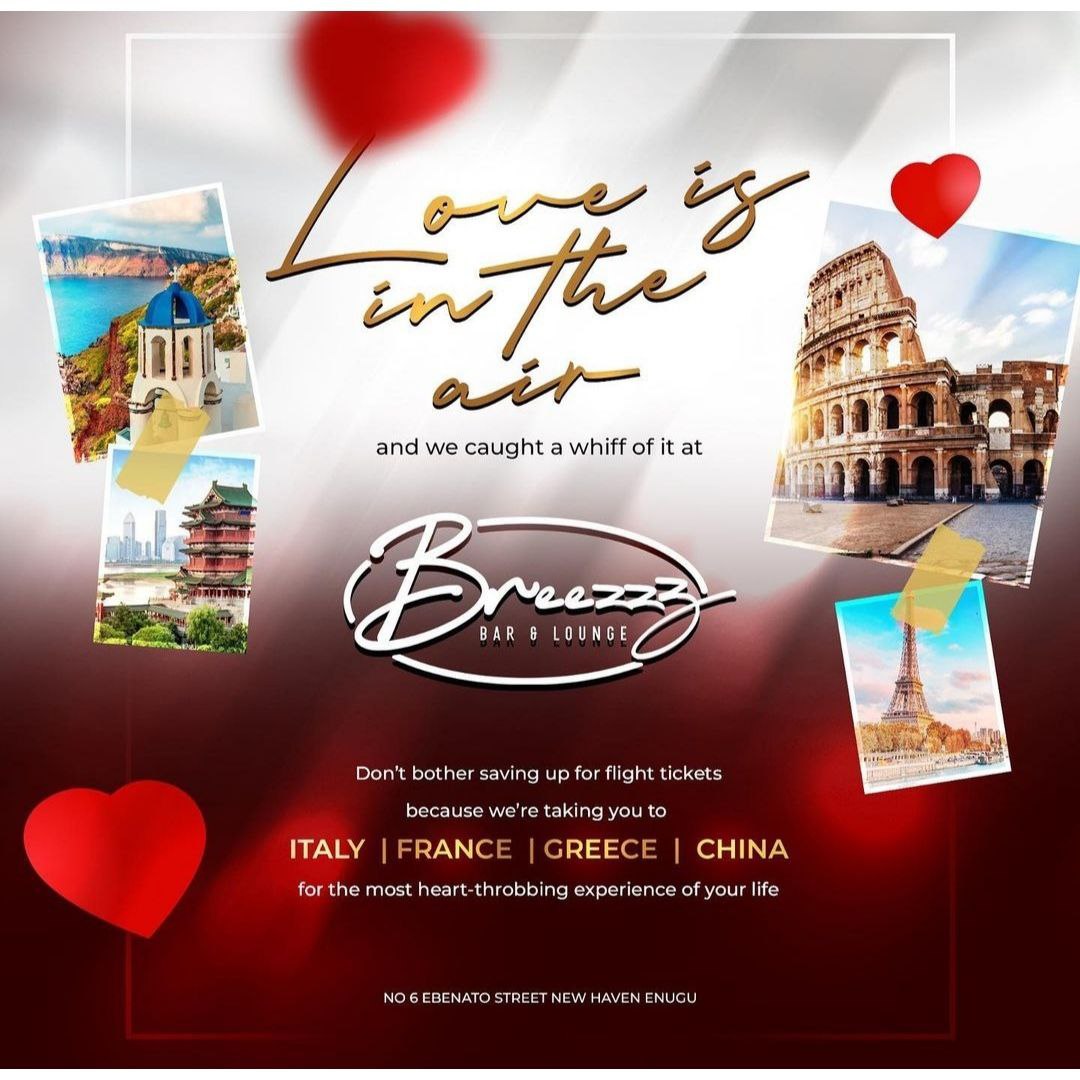 Love is
in the
air
and we caught a whiff of it at
Breezzz
BAR & LOUNGE
Don't bother saving up for flight tickets
because we're taking you to
ITALY | FRANCE | GREECE | CHINA
for the most heart-throbbing experience of your life
NO 6 EBENATO STREET NEW HAVEN ENUGU